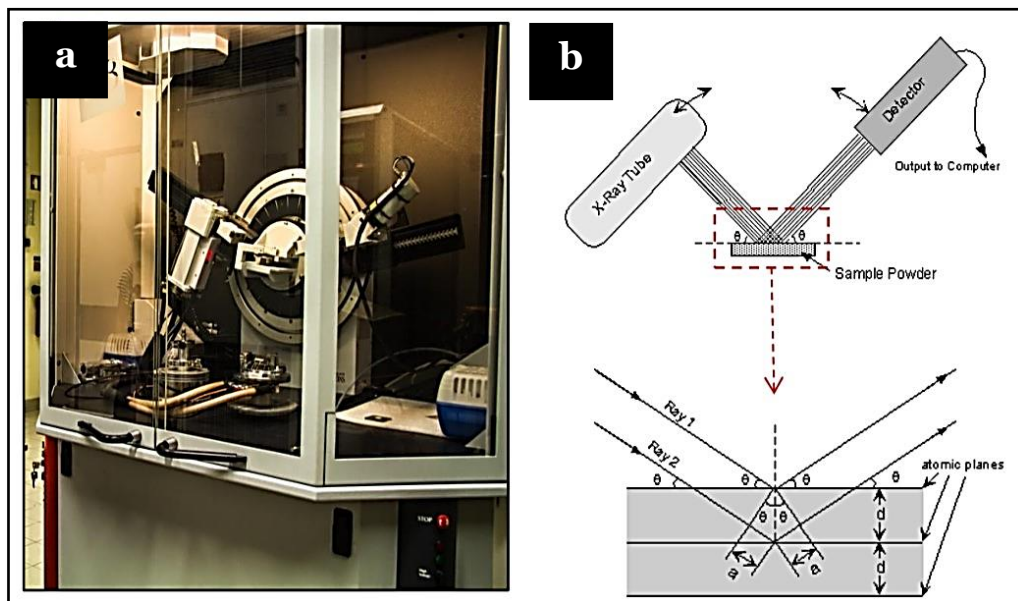 a
STOP
b
X-Ray Tube
Detector
Output to Computer
θ
θ
Sample Powder
Ray 1
Ray 2
atomic planes
θ
θ
θ
θ
θ
θ
d
d
a
a